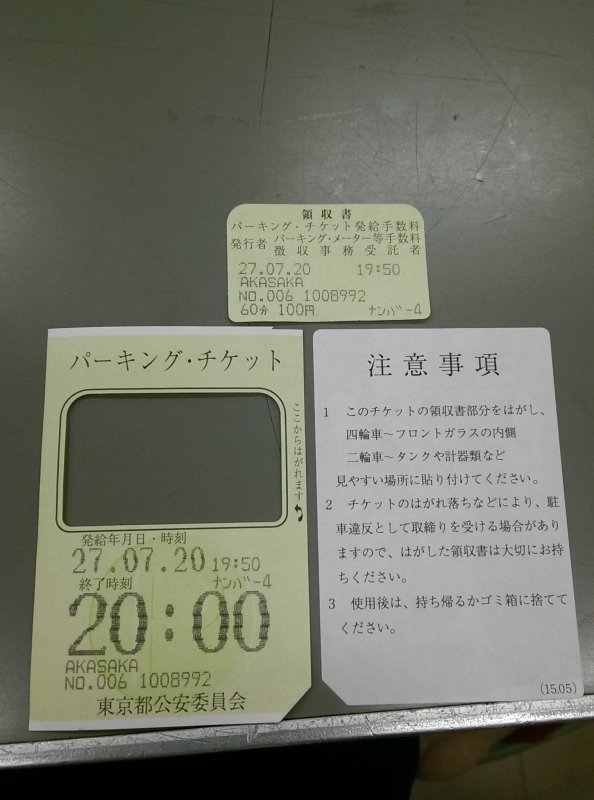 領収書
パーキング・チケット発給手数料
発行者 パーキング・メーター等手数料
徴収事務受託者
27.07.20 19:50
AKASAKA
NO.006 1008992
60分 100円 ナンバー4
パーキング・チケット
ここからはがれます
発給年月日・時刻
27.07.20 19:50
終了時刻 ナンバー4
20:00
AKASAKA
NO.006 1008992
東京都公安委員会
注意事項
1 このチケットの領収書部分をはがし、
四輪車～フロントガラスの内側
二輪車～タンクや計器類など
見やすい場所に貼り付けてください。
2 チケットのはがれ落ちなどにより、駐
車違反として取締りを受ける場合があり
ますので、はがした領収書は大切にお持
ちください。
3 使用後は、持ち帰るかゴミ箱に捨てて
ください。
(15.05)